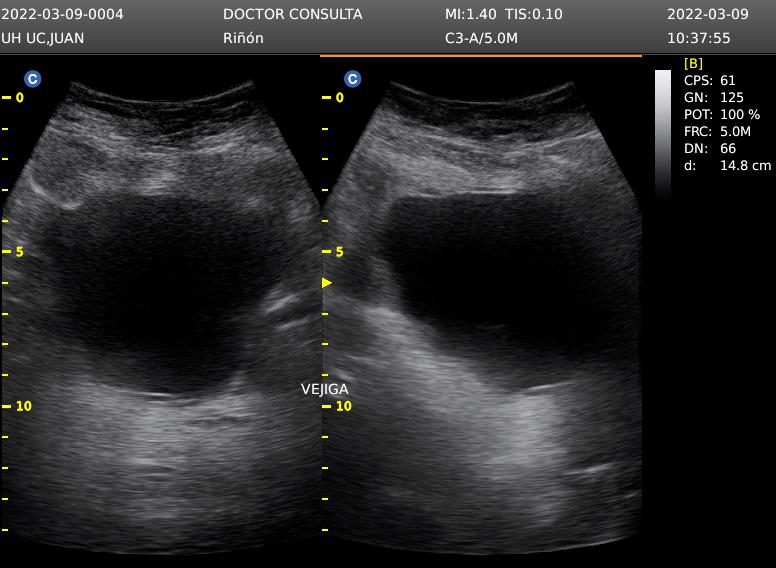 2022-03-09-0004 DOCTOR CONSULTA MI:1.40 TIS:0.10 2022-03-09
UH UC,JUAN Riñón C3-A/5.0M 10:37:55
[B]
CPS: 61
GN: 125
POT: 100 %
FRC: 5.0M
DN: 66
d: 14.8 cm
C
C
0
0
5
5
VEJIGA
10
10